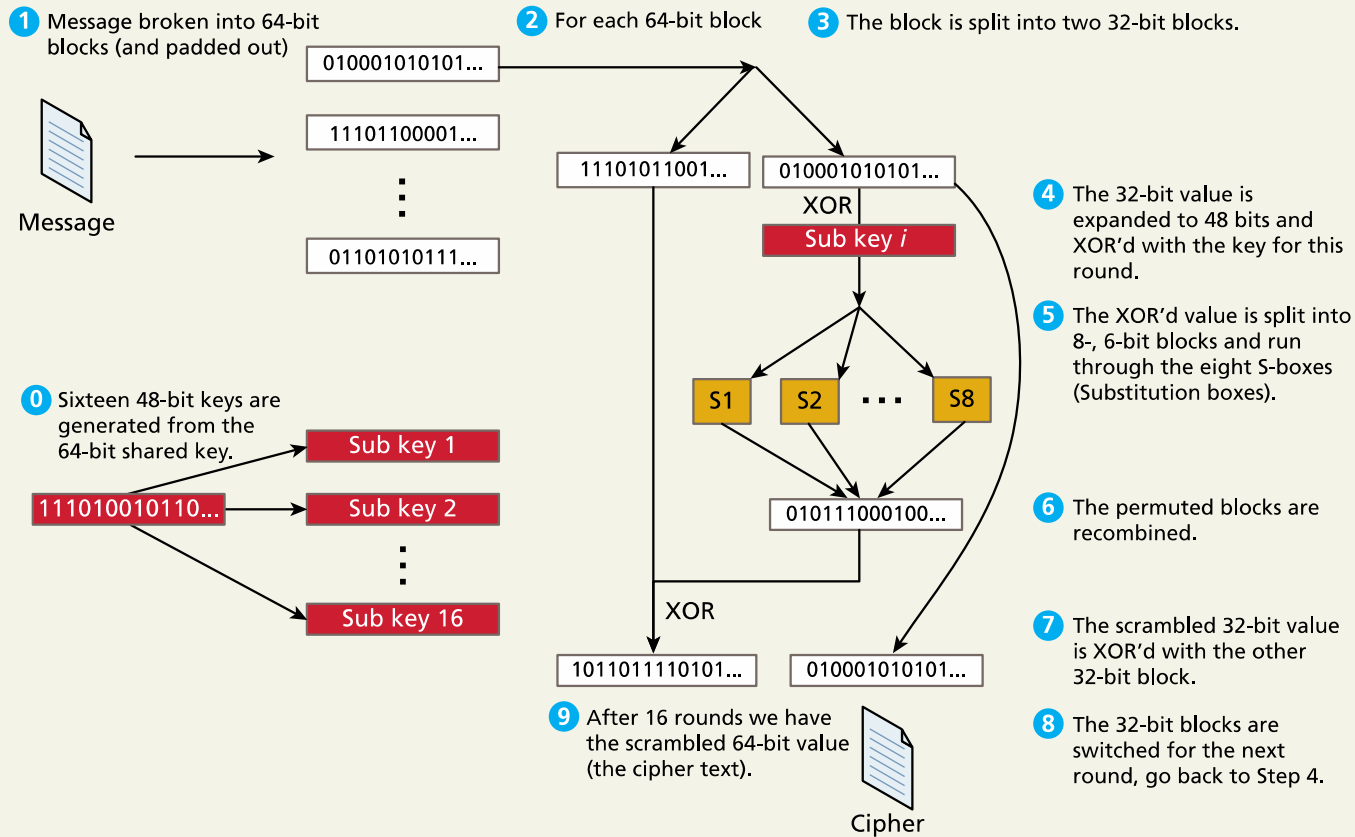 1 Message broken into 64-bit
blocks (and padded out)
2 For each 64-bit block
3 The block is split into two 32-bit blocks.
010001010101...
11101100001...
01101010111...
Message
11101011001...
010001010101...
XOR
Sub key i
4 The 32-bit value is
expanded to 48 bits and
XOR'd with the key for this
round.
5 The XOR'd value is split into
8-, 6-bit blocks and run
through the eight S-boxes
(Substitution boxes).
S1
S2
S8
0 Sixteen 48-bit keys are
generated from the
64-bit shared key.
111010010110...
Sub key 1
Sub key 2
Sub key 16
010111000100...
6 The permuted blocks are
recombined.
XOR
7 The scrambled 32-bit value
is XOR'd with the other
32-bit block.
1011011110101...
010001010101...
8 The 32-bit blocks are
switched for the next
round, go back to Step 4.
9 After 16 rounds we have
the scrambled 64-bit value
(the cipher text).
Cipher